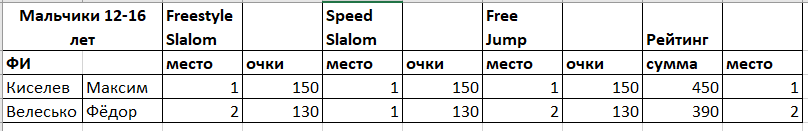 Мальчики 12-16 лет Freestyle Slalom Speed Slalom Free Jump Рейтинг
ФИ место очки место очки место очки сумма место
Киселев Максим 1 150 1 150 1 150 450 1
Велесько Фёдор 2 130 1 130 2 130 390 2